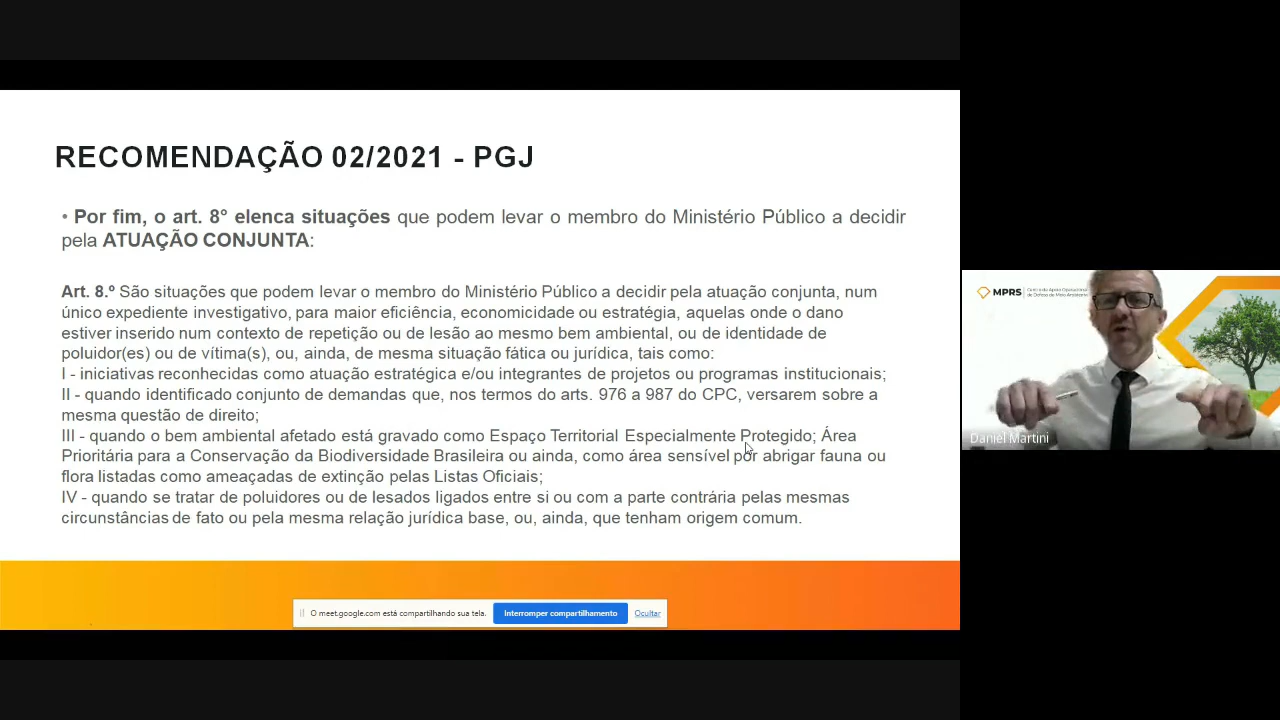 RECOMENDAÇÃO 02/2021 - PGJ
• Por fim, o art. 8° elenca situações que podem levar o membro do Ministério Público a decidir
pela ATUAÇÃO CONJUNTA:
Art. 8.º São situações que podem levar o membro do Ministério Público a decidir pela atuação conjunta, num
único expediente investigativo, para maior eficiência, economicidade ou estratégia, aquelas onde o dano
estiver inserido num contexto de repetição ou de lesão ao mesmo bem ambiental, ou de identidade de
poluidor(es) ou de vítima(s), ou, ainda, de mesma situação fática ou jurídica, tais como:
I - iniciativas reconhecidas como atuação estratégica e/ou integrantes de projetos ou programas institucionais;
II - quando identificado conjunto de demandas que, nos termos do arts. 976 a 987 do CPC, versarem sobre a
mesma questão de direito;
III - quando o bem ambiental afetado está gravado como Espaço Territorial Especialmente Protegido; Área
Prioritária para a Conservação da Biodiversidade Brasileira ou ainda, como área sensível por abrigar fauna ou
flora listadas como ameaçadas de extinção pelas Listas Oficiais;
IV - quando se tratar de poluidores ou de lesados ligados entre si ou com a parte contrária pelas mesmas
circunstâncias de fato ou pela mesma relação jurídica base, ou, ainda, que tenham origem comum.
O meet.google.com está compartilhando sua tela. Interromper compartilhamento Ocultar
MPRS Centro de Apoio Operacional
de Defesa do Meio Ambiente
Daniel Martini